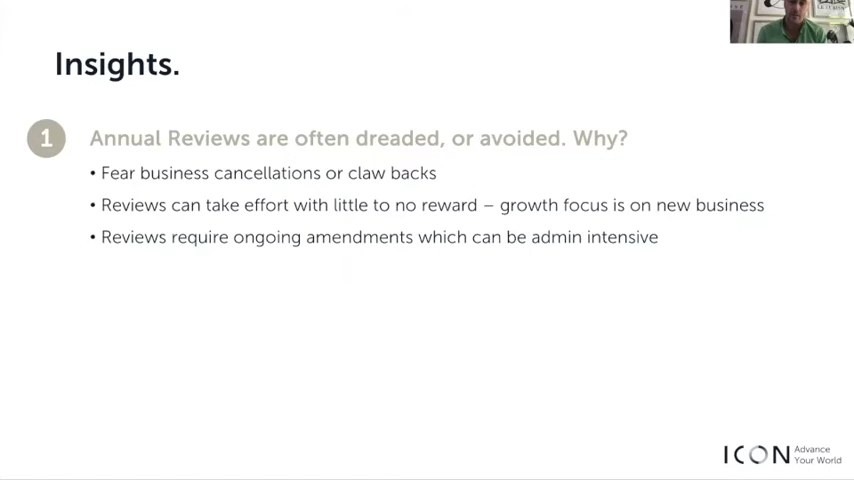 Insights.
1
Annual Reviews are often dreaded, or avoided. Why?
• Fear business cancellations or claw backs
• Reviews can take effort with little to no reward – growth focus is on new business
• Reviews require ongoing amendments which can be admin intensive
ICON
Advance
Your World